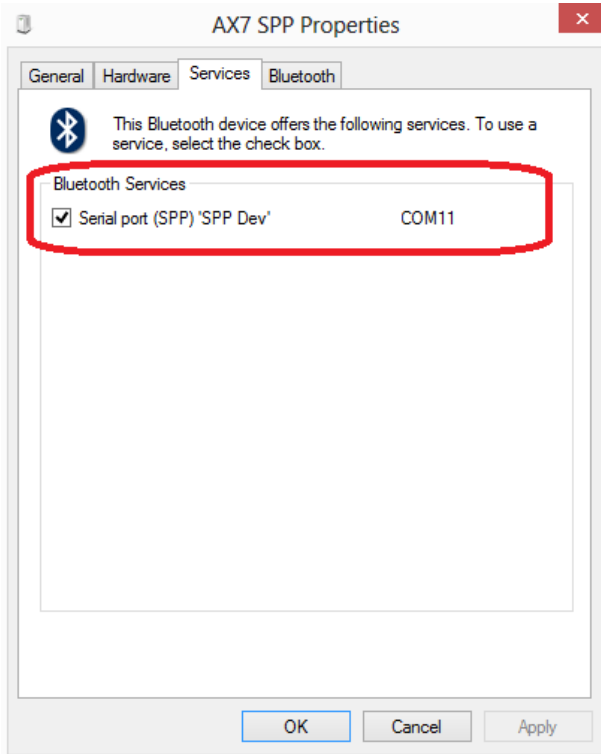 AX7 SPP Properties
General Hardware Services Bluetooth
This Bluetooth device offers the following services. To use a
service, select the check box.
Bluetooth Services
Serial port (SPP) 'SPP Dev' COM11
OK Cancel Apply